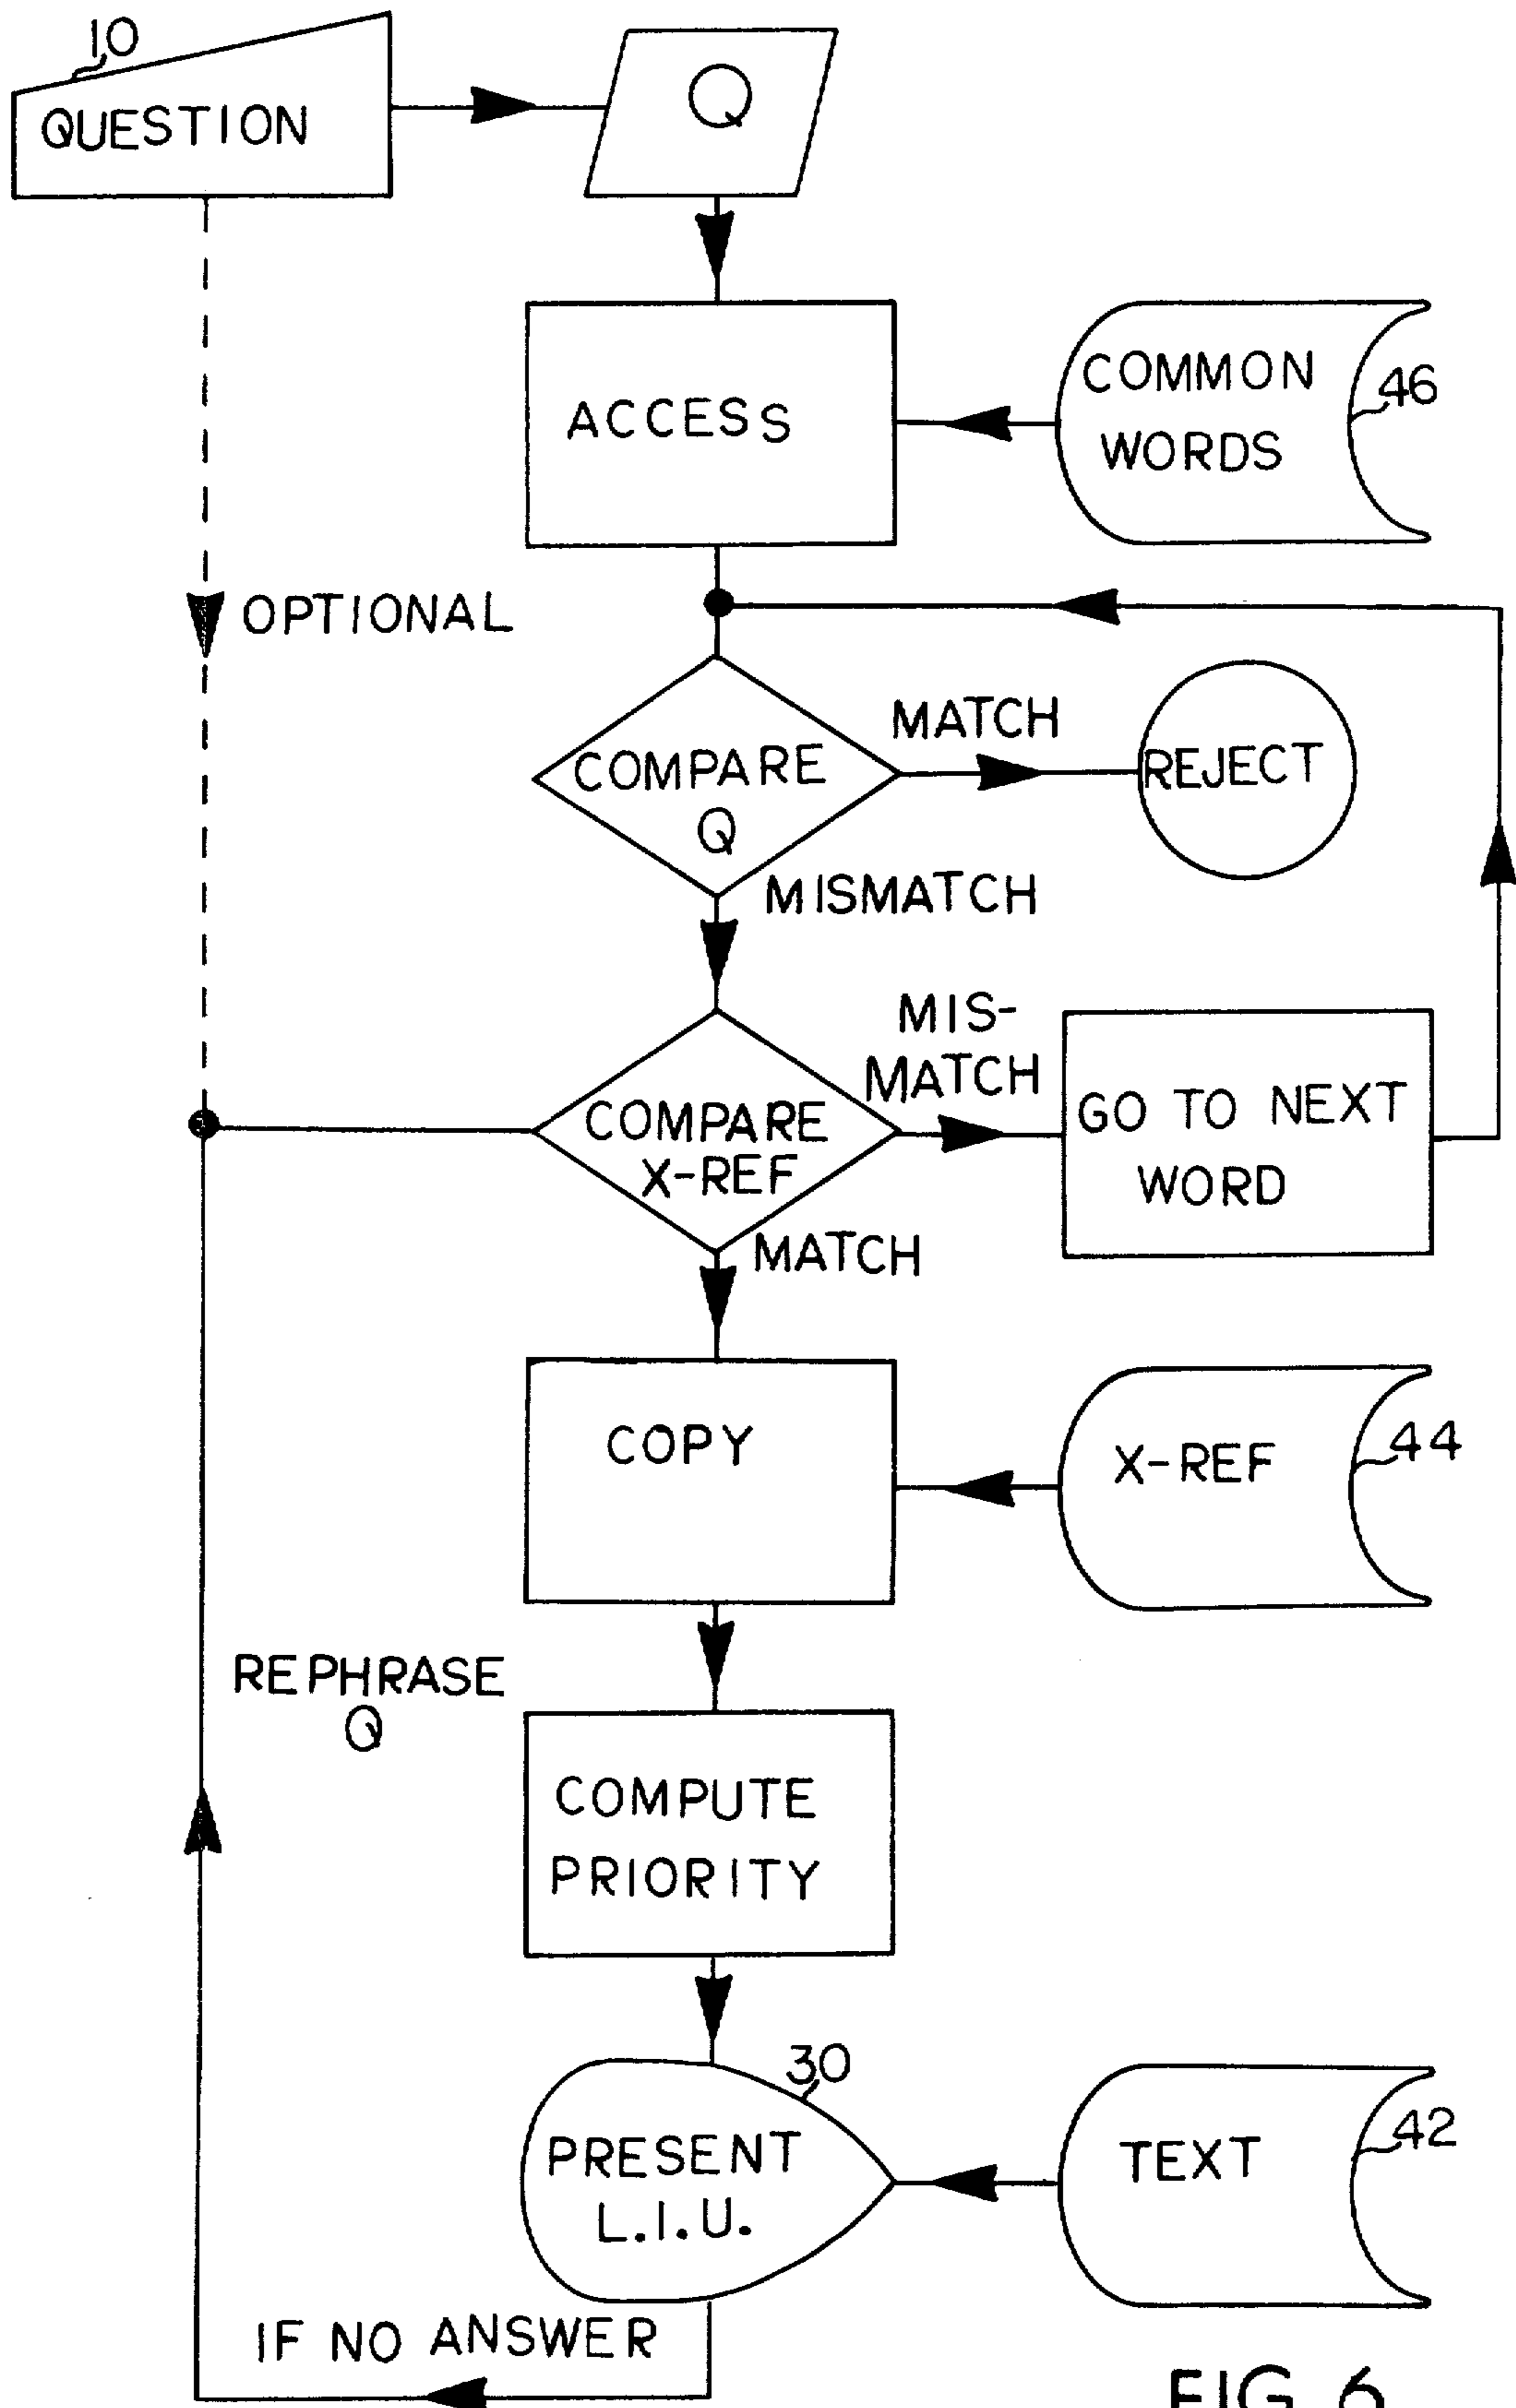 10
QUESTION
Q
ACCESS
COMMON
WORDS
46
OPTIONAL
COMPARE
Q
MATCH
REJECT
MISMATCH
COMPARE
X-REF
MIS-
MATCH
GO TO NEXT
WORD
MATCH
COPY
X-REF
44
REPHRASE
Q
COMPUTE
PRIORITY
30
PRESENT
L.I.U.
TEXT
42
IF NO ANSWER
FIG. 6